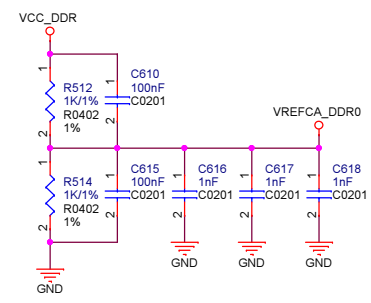 VCC_DDR
1
R512
1K/1%
R0402
1%
2
1
C610
100nF
C0201
2
VREFCA_DDR0
1
R514
1K/1%
R0402
1%
2
1
C615
100nF
C0201
2
1
C616
1nF
C0201
2
1
C617
1nF
C0201
2
1
C618
1nF
C0201
2
GND
GND
GND
GND